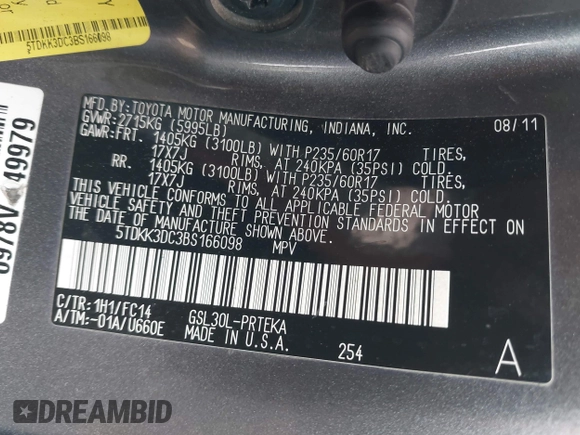 5TDKK3DC3BS166098
0978V 49979
MFD. BY: TOYOTA MOTOR MANUFACTURING, INDIANA, INC. 08/11
GVWR: 2715KG (5995LB)
GAWR: FRT. 1405KG (3100LB) WITH P235/60R17 TIRES,
17X7J RIMS, AT 240KPA (35PSI) COLD.
RR. 1405KG (3100LB) WITH P235/60R17 TIRES,
17X7J RIMS, AT 240KPA (35PSI) COLD.
THIS VEHICLE CONFORMS TO ALL APPLICABLE FEDERAL MOTOR
VEHICLE SAFETY AND THEFT PREVENTION STANDARDS IN EFFECT ON
THE DATE OF MANUFACTURE SHOWN ABOVE.
5TDKK3DC3BS166098 MPV
C/TR: 1H1/FC14 GSL30L-PRTEKA
A/TM: -01A/U660E MADE IN U.S.A.
254
A
DREAMBID